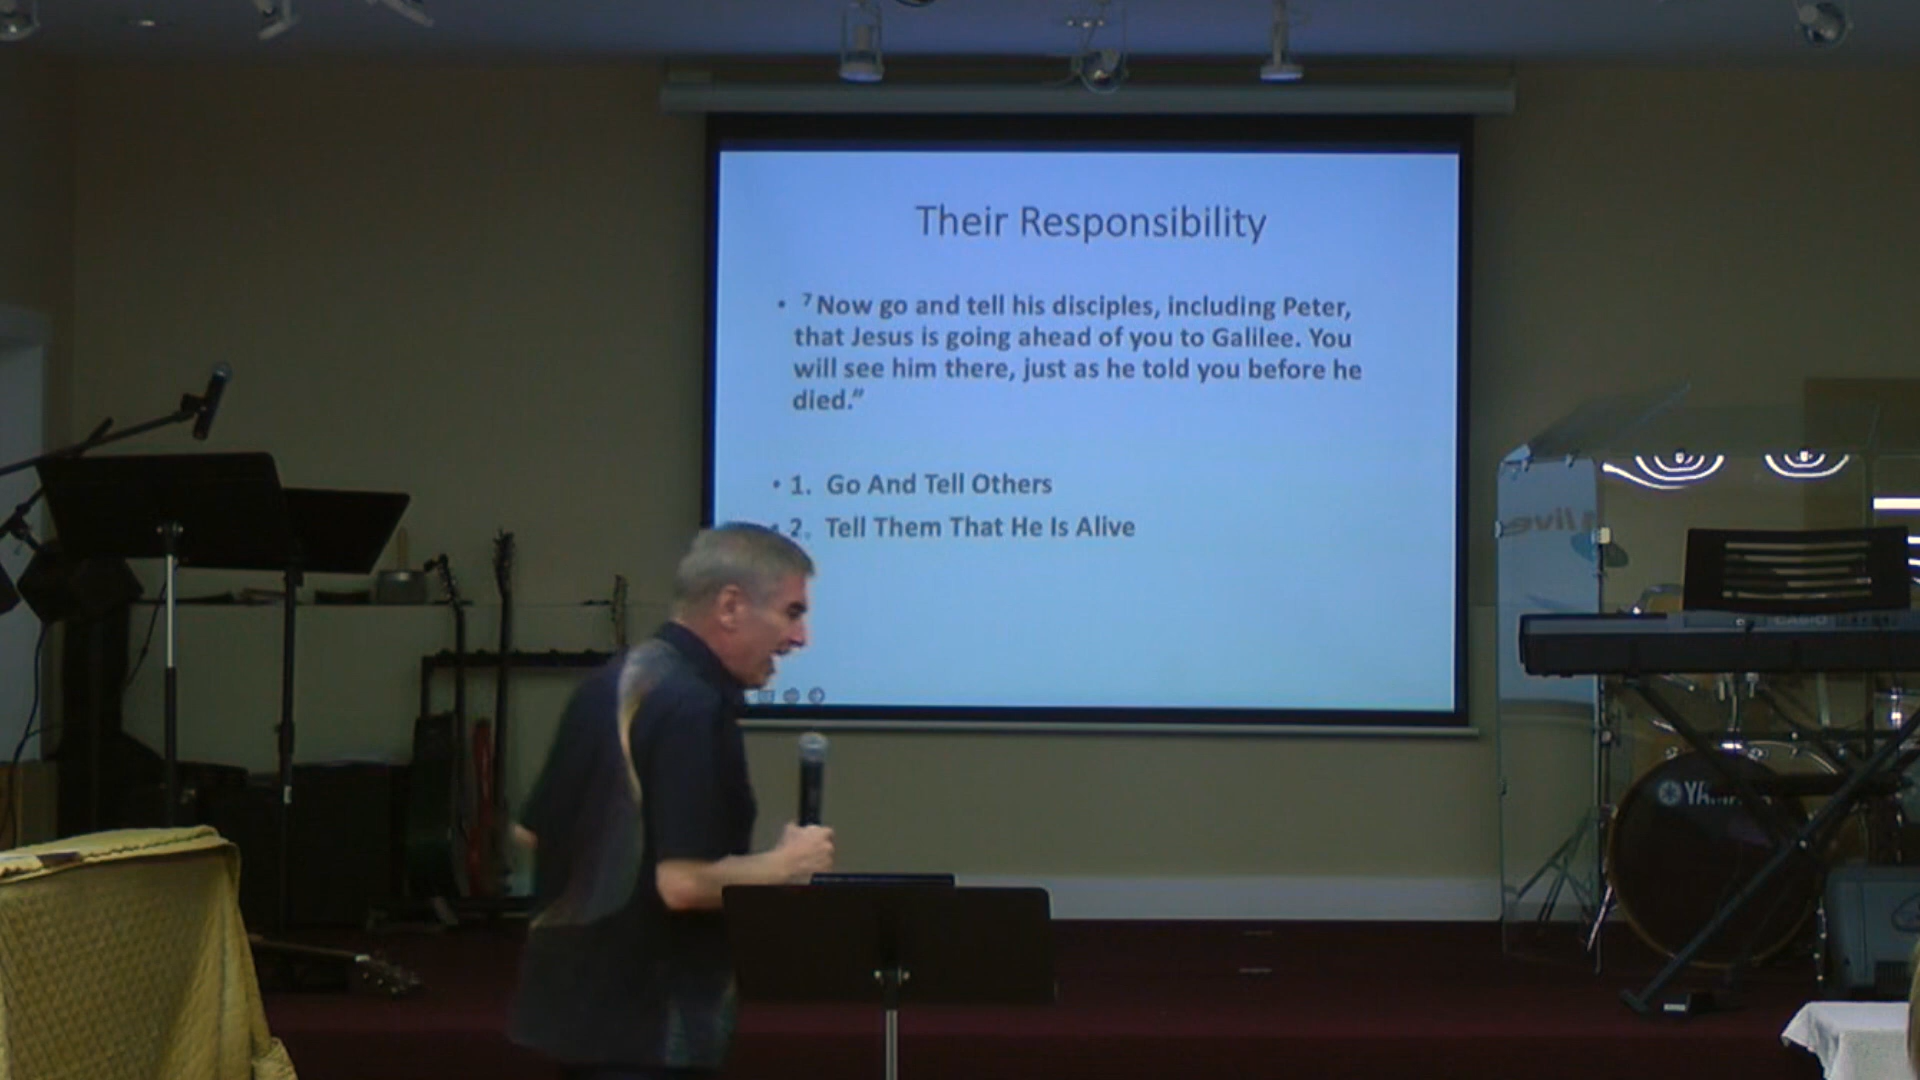 Their Responsibility
• 7 Now go and tell his disciples, including Peter,
that Jesus is going ahead of you to Galilee. You
will see him there, just as he told you before he
died.”
• 1. Go And Tell Others
• 2. Tell Them That He Is Alive
CASIO